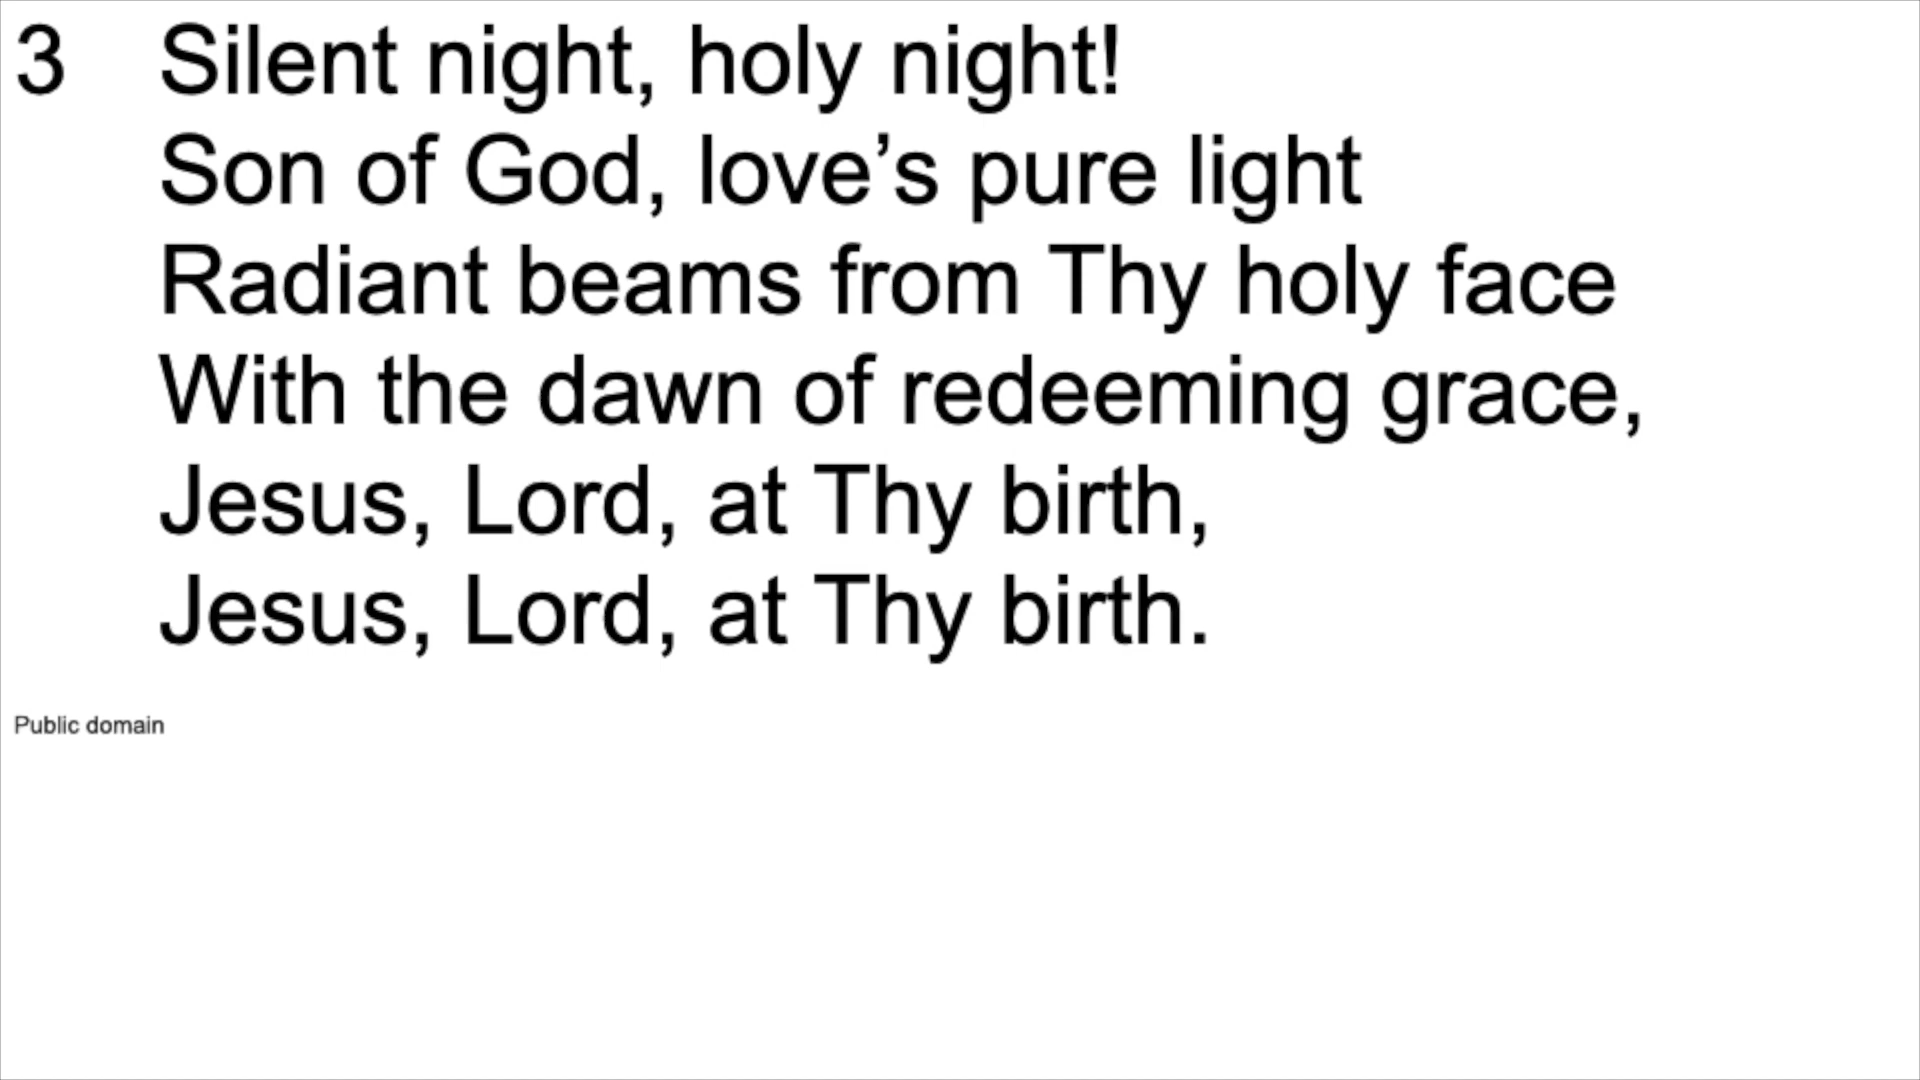 3 Silent night, holy night!
Son of God, love’s pure light
Radiant beams from Thy holy face
With the dawn of redeeming grace,
Jesus, Lord, at Thy birth,
Jesus, Lord, at Thy birth.
Public domain